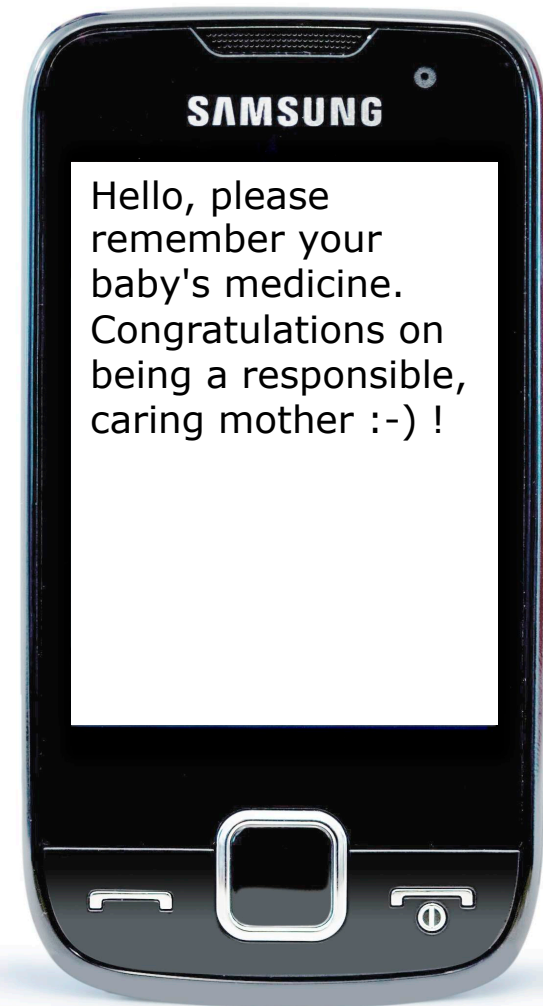 SAMSUNG
Hello, please
remember your
baby's medicine.
Congratulations on
being a responsible,
caring mother :-) !